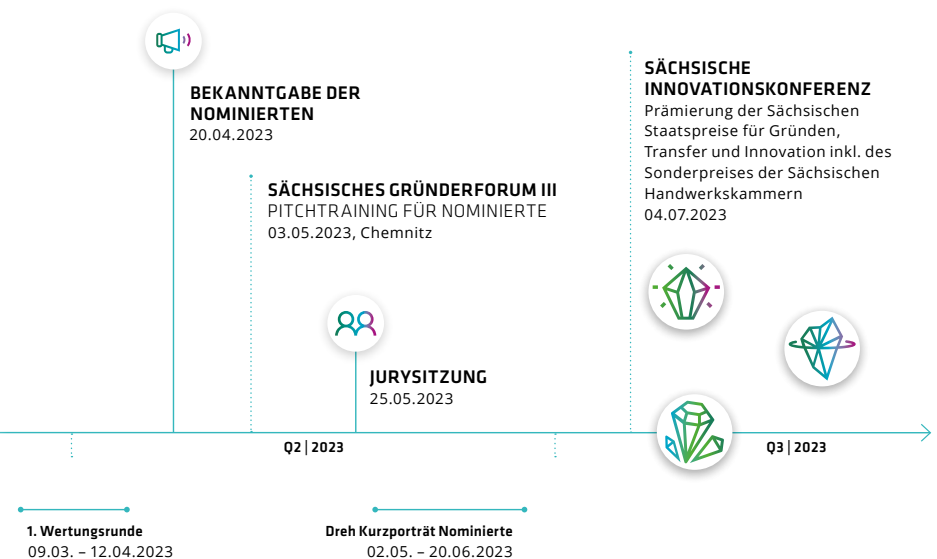 BEKANNTGABE DER
NOMINIERTEN
20.04.2023
SÄCHSISCHES GRÜNDERFORUM III
PITCHTRAINING FÜR NOMINIERTE
03.05.2023, Chemnitz
JURYSITZUNG
25.05.2023
SÄCHSISCHE
INNOVATIONSKONFERENZ
Prämierung der Sächsischen
Staatspreise für Gründen,
Transfer und Innovation inkl. des
Sonderpreises der Sächsischen
Handwerkskammern
04.07.2023
Q2 | 2023
Q3 | 2023
1. Wertungsrunde
09.03. – 12.04.2023
Dreh Kurzporträt Nominierte
02.05. – 20.06.2023